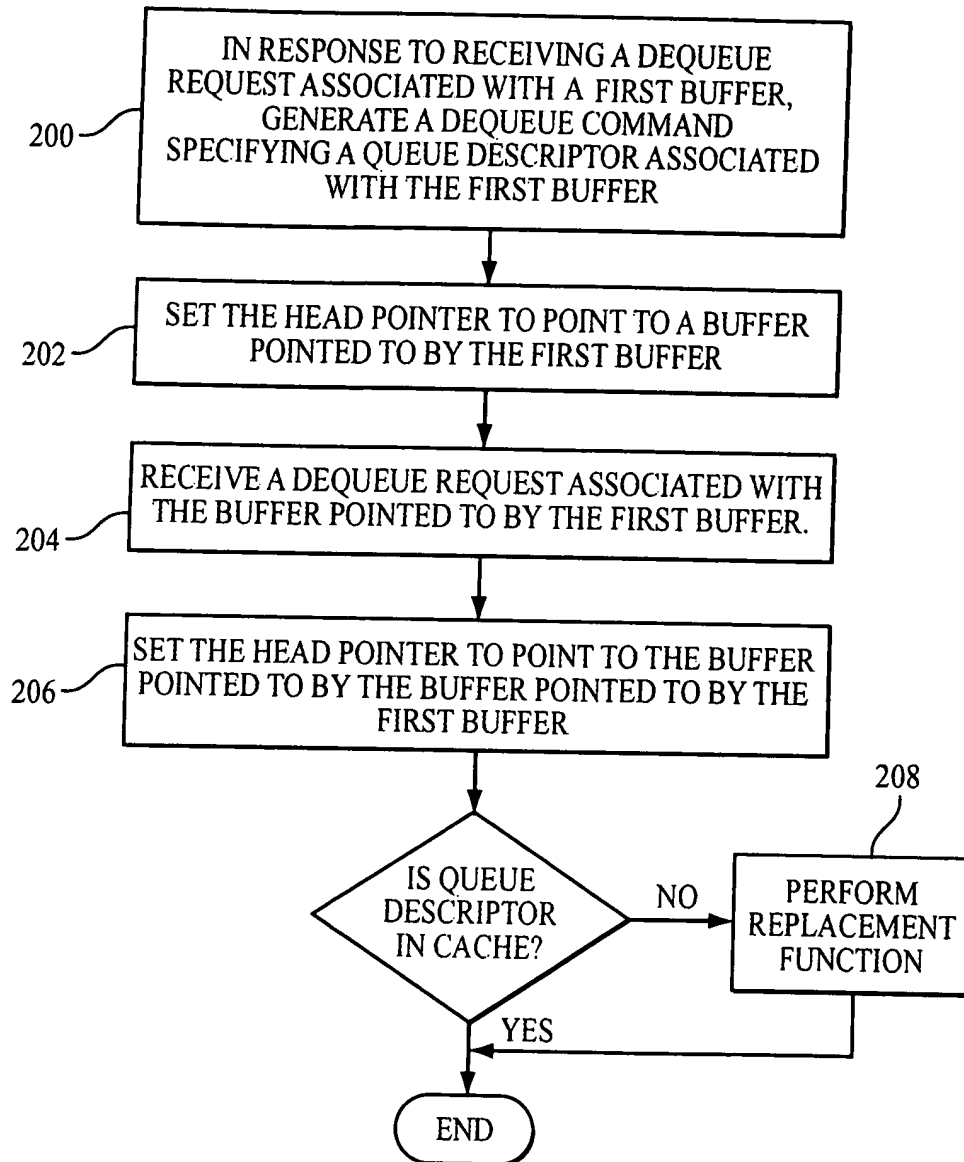 IN RESPONSE TO RECEIVING A DEQUEUE
REQUEST ASSOCIATED WITH A FIRST BUFFER,
GENERATE A DEQUEUE COMMAND
SPECIFYING A QUEUE DESCRIPTOR ASSOCIATED
WITH THE FIRST BUFFER
200
SET THE HEAD POINTER TO POINT TO A BUFFER
POINTED TO BY THE FIRST BUFFER
202
RECEIVE A DEQUEUE REQUEST ASSOCIATED WITH
THE BUFFER POINTED TO BY THE FIRST BUFFER.
204
SET THE HEAD POINTER TO POINT TO THE BUFFER
POINTED TO BY THE BUFFER POINTED TO BY THE
FIRST BUFFER
206
IS QUEUE
DESCRIPTOR
IN CACHE?
NO
208
PERFORM
REPLACEMENT
FUNCTION
YES
END